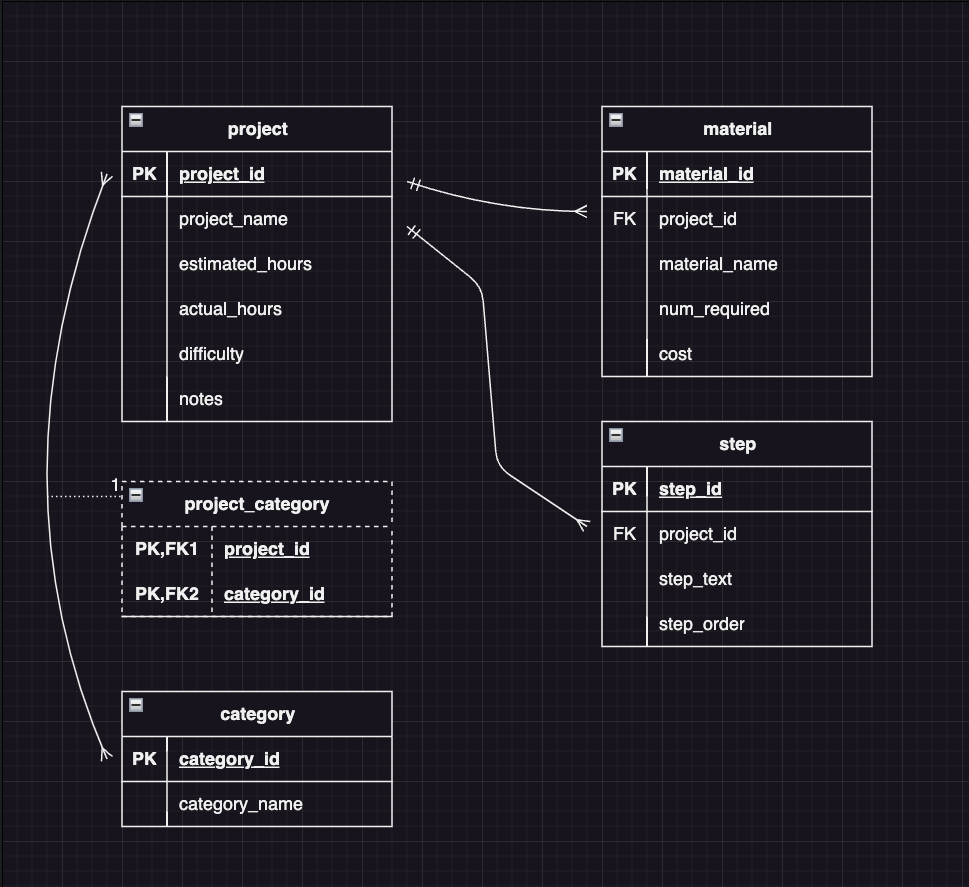 project
PK project_id
project_name
estimated_hours
actual_hours
difficulty
notes
material
PK material_id
FK project_id
material_name
num_required
cost
step
PK step_id
FK project_id
step_text
step_order
1
project_category
PK,FK1 project_id
PK,FK2 category_id
category
PK category_id
category_name